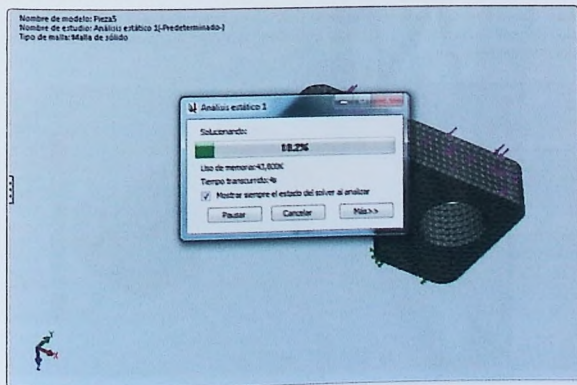 Nombre de modelo: Pieza5
Nombre de estudio: Análisis estático 1(-Predeterminado-)
Tipo de malla: Malla de sólido
Análisis estático 1
Solucionando:
Uso de memoria:43,800K
Tiempo transcurrido:4s
Mostrar siempre el estado del solver al analizar
Pausar
Cancelar
Más>>
Y
X